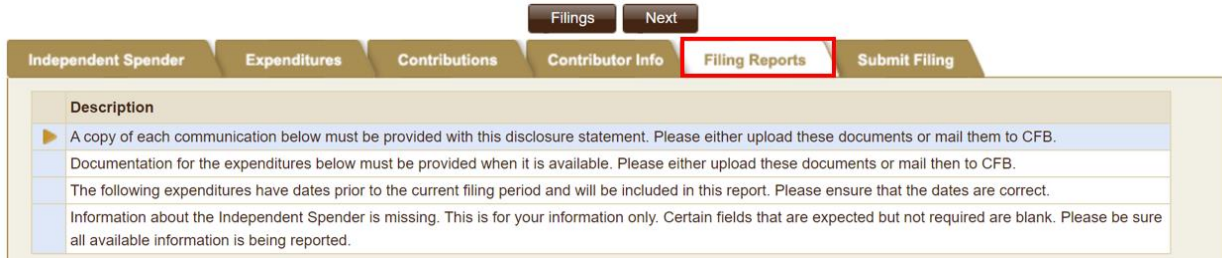 Filings Next
Independent Spender Expenditures Contributions Contributor Info Filing Reports Submit Filing
Description
A copy of each communication below must be provided with this disclosure statement. Please either upload these documents or mail them to CFB.
Documentation for the expenditures below must be provided when it is available. Please either upload these documents or mail then to CFB.
The following expenditures have dates prior to the current filing period and will be included in this report. Please ensure that the dates are correct.
Information about the Independent Spender is missing. This is for your information only. Certain fields that are expected but not required are blank. Please be sure
all available information is being reported.